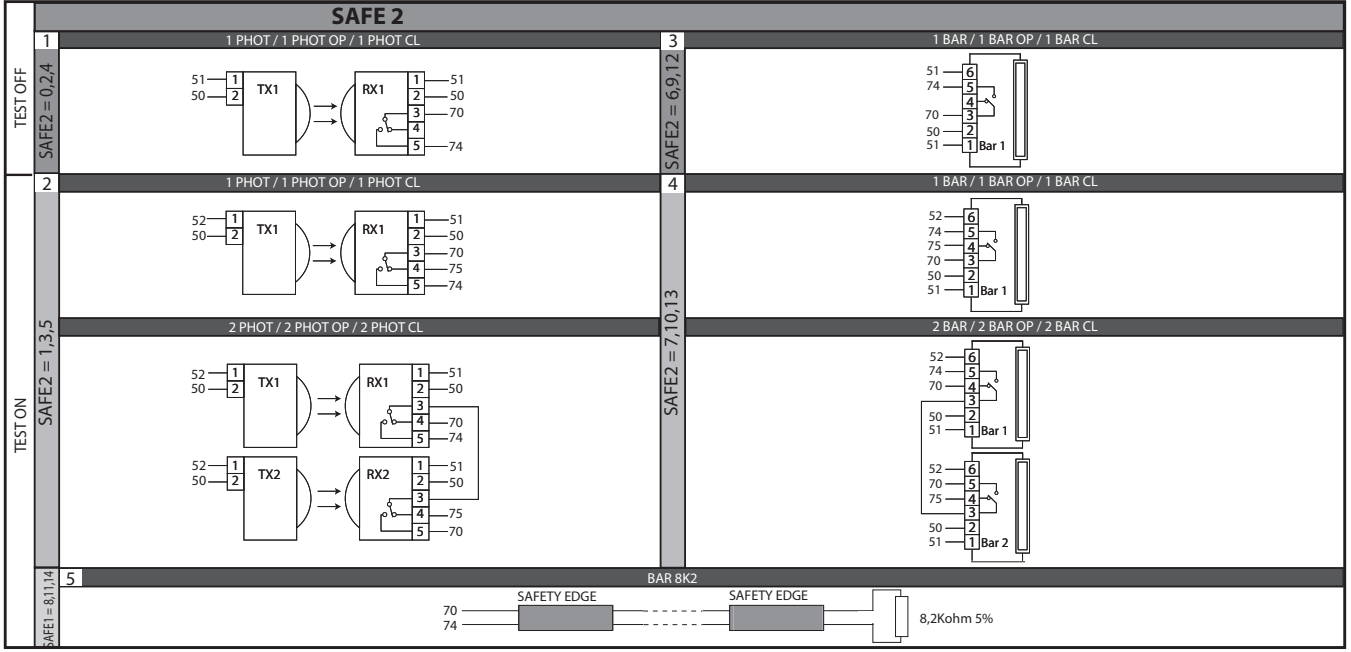 SAFE 2
TEST OFF
1
1 PHOT / 1 PHOT OP / 1 PHOT CL
SAFE2 = 0,2,4
51 1 TX1 RX1 1 51
50 2 2 50
3 70
4
5 74
3
1 BAR / 1 BAR OP / 1 BAR CL
SAFE2 = 6,9,12
51 6
74 5
4
70 3
50 2
51 1 Bar 1
TEST ON
2
1 PHOT / 1 PHOT OP / 1 PHOT CL
SAFE2 = 1,3,5
52 1 TX1 RX1 1 51
50 2 2 50
3 70
4 75
5 74
2 PHOT / 2 PHOT OP / 2 PHOT CL
52 1 TX1 RX1 1 51
50 2 2 50
3
4 70
5 74
52 1 TX2 RX2 1 51
50 2 2 50
3
4 75
5 70
4
1 BAR / 1 BAR OP / 1 BAR CL
SAFE2 = 7,10,13
52 6
74 5
75 4
70 3
50 2
51 1 Bar 1
2 BAR / 2 BAR OP / 2 BAR CL
52 6
74 5
70 4
3
50 2
51 1 Bar 1
52 6
70 5
75 4
3
50 2
51 1 Bar 2
SAFE1 = 8,11,14
5
BAR 8K2
SAFETY EDGE SAFETY EDGE
70
74
8,2Kohm 5%